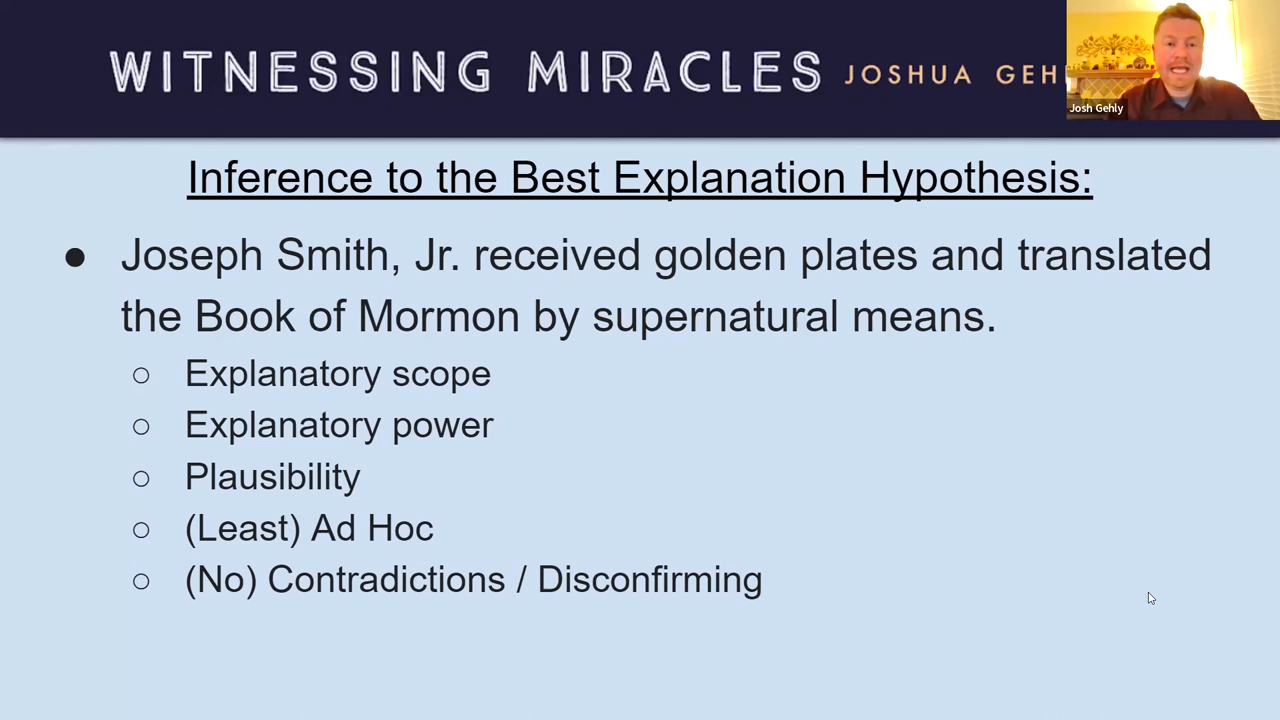 WITNESSING MIRACLES JOSHUA GEH
Josh Gehly
Inference to the Best Explanation Hypothesis:
● Joseph Smith, Jr. received golden plates and translated
the Book of Mormon by supernatural means.
○ Explanatory scope
○ Explanatory power
○ Plausibility
○ (Least) Ad Hoc
○ (No) Contradictions / Disconfirming